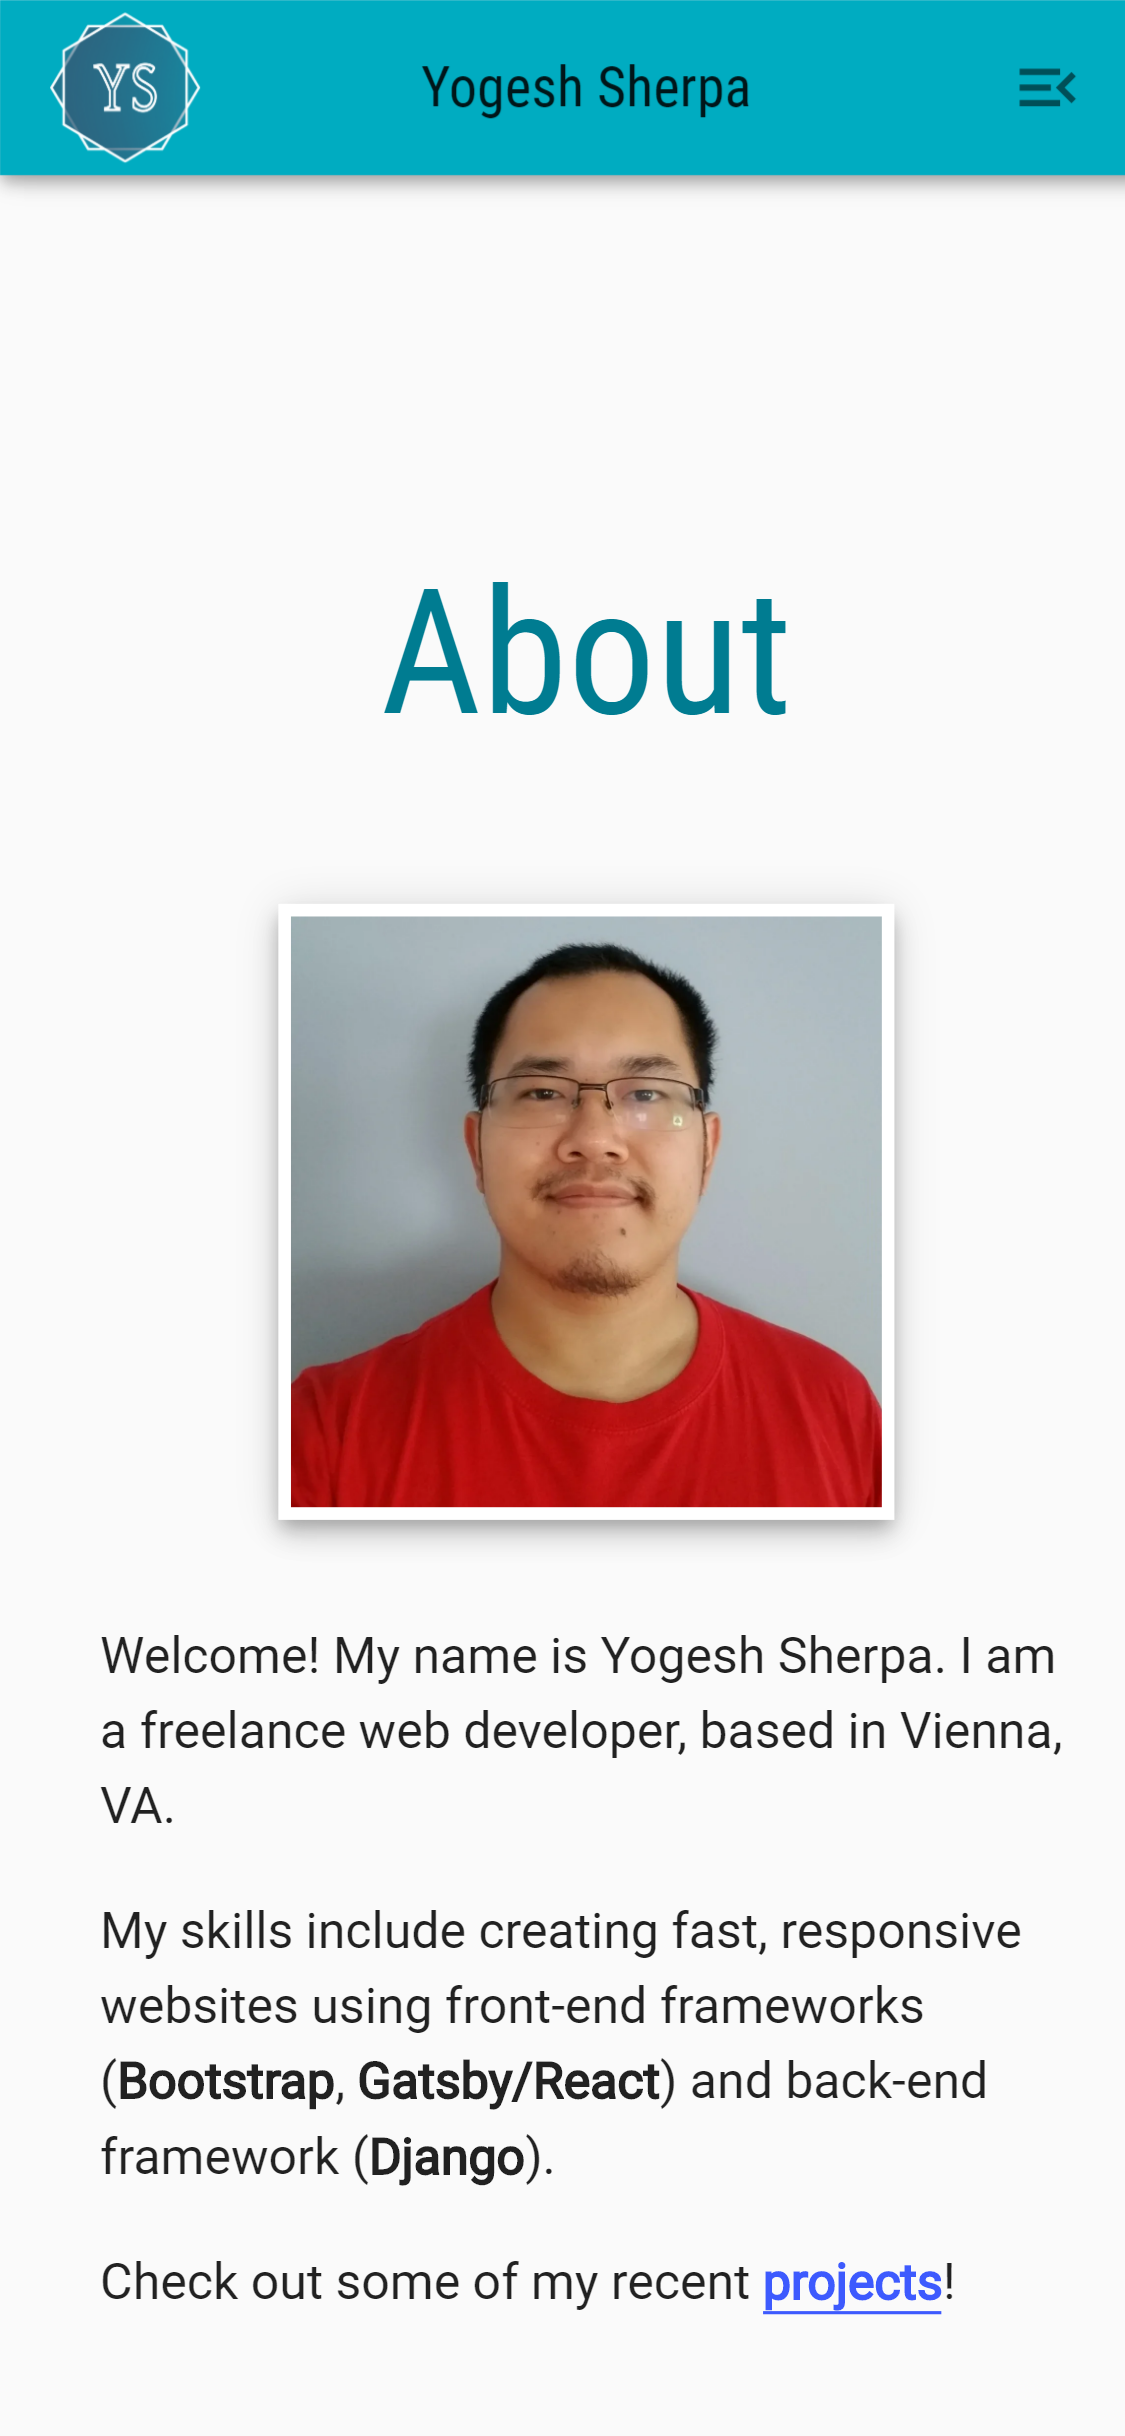 YS
Yogesh Sherpa
About
Welcome! My name is Yogesh Sherpa. I am
a freelance web developer, based in Vienna,
VA.
My skills include creating fast, responsive
websites using front-end frameworks
(Bootstrap, Gatsby/React) and back-end
framework (Django).
Check out some of my recent projects!